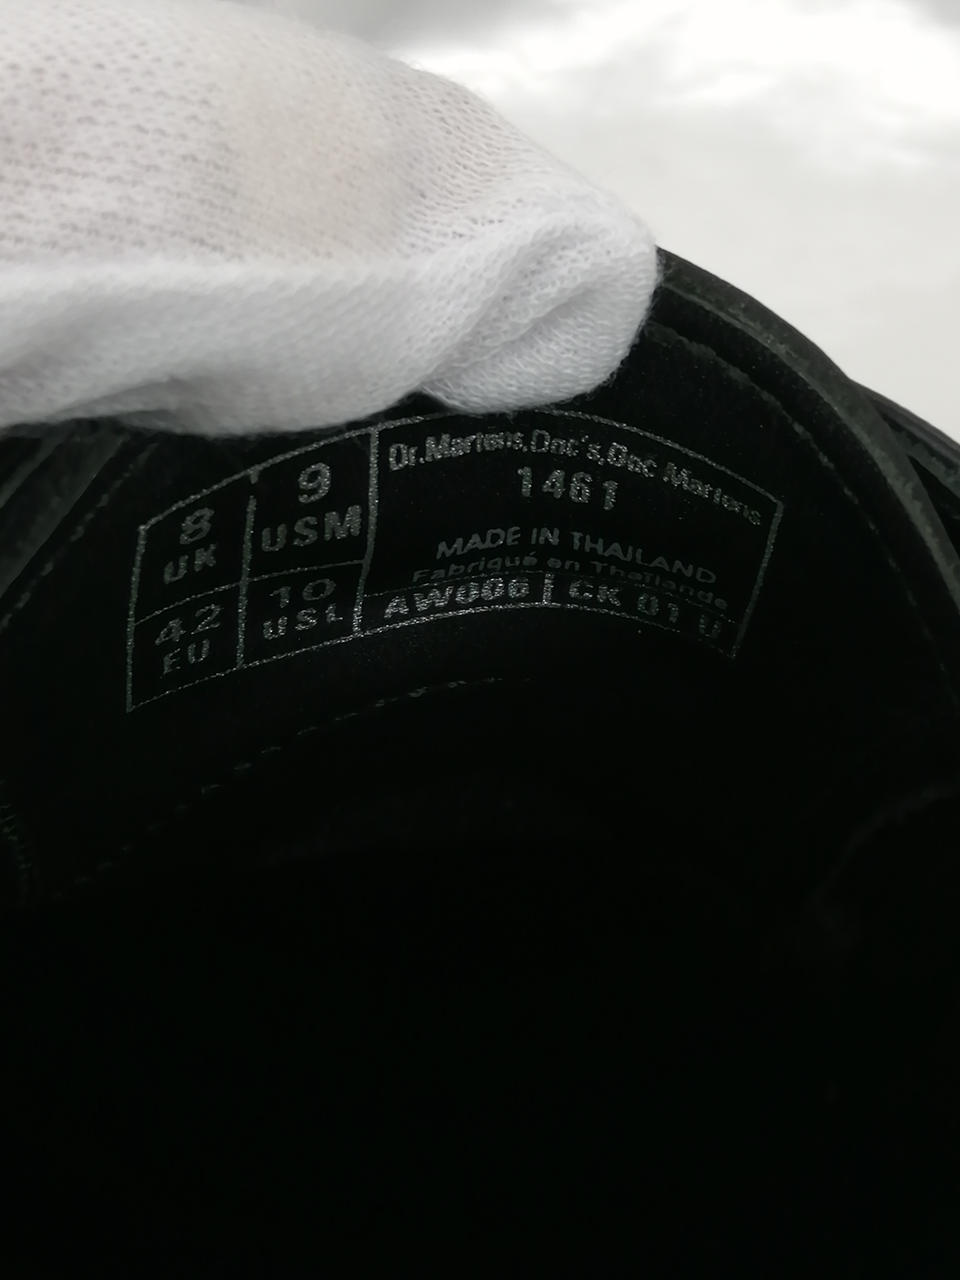 8
UK
9
USM
42
EU
10
USL
Dr.Martens,Doc's,Doc Martens
1461
MADE IN THAILAND
Fabriqué en Thaïlande
AW006 | CK 01 U